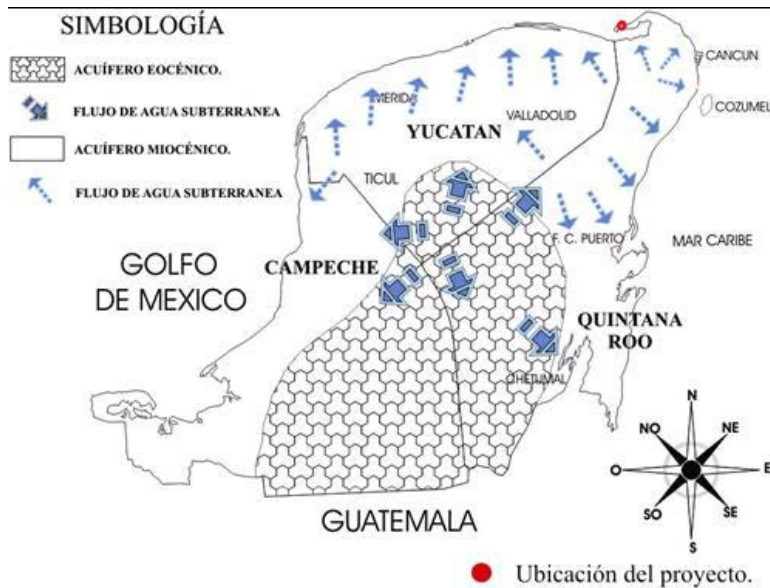 SIMBOLOGÍA
ACUÍFERO EOCÉNICO.
FLUJO DE AGUA SUBTERRANEA
ACUÍFERO MIOCÉNICO.
FLUJO DE AGUA SUBTERRANEA
CANCUN
COZUMEL
MERIDA
VALLADOLID
YUCATAN
TICUL
F. C. PUERTO
MAR CARIBE
GOLFO
DE MEXICO
CAMPECHE
QUINTANA
ROO
CHETUMAL
GUATEMALA
N
NO
NE
O
E
SO
SE
S
Ubicación del proyecto.